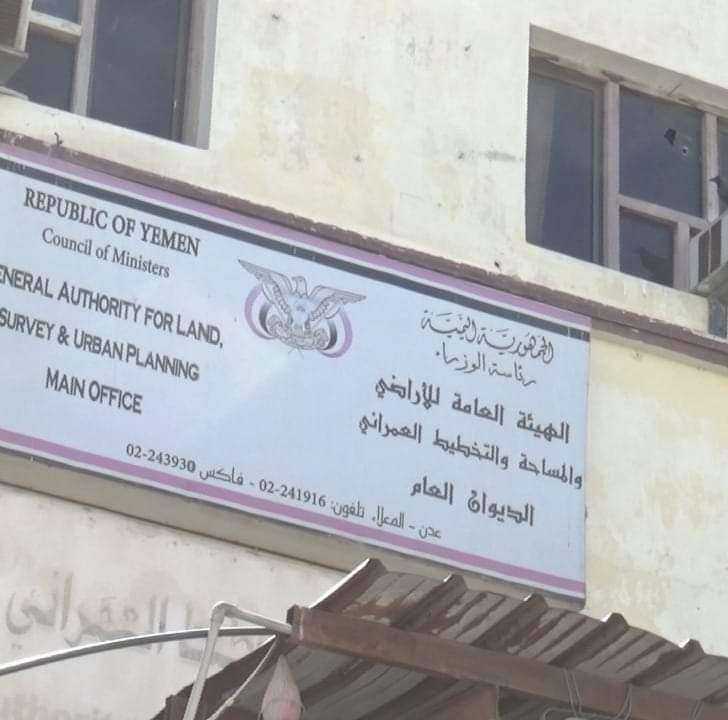 REPUBLIC OF YEMEN
Council of Ministers
ENERAL AUTHORITY FOR LAND,
SURVEY & URBAN PLANNING
MAIN OFFICE
الجمهورية اليمنية
رئاسة الوزراء
الهيئة العامة للأراضي
والمساحة والتخطيط العمراني
الديوان العام
عدن - المعلا، تلفون: 02-241916 - فاكس 02-243930
العمراني